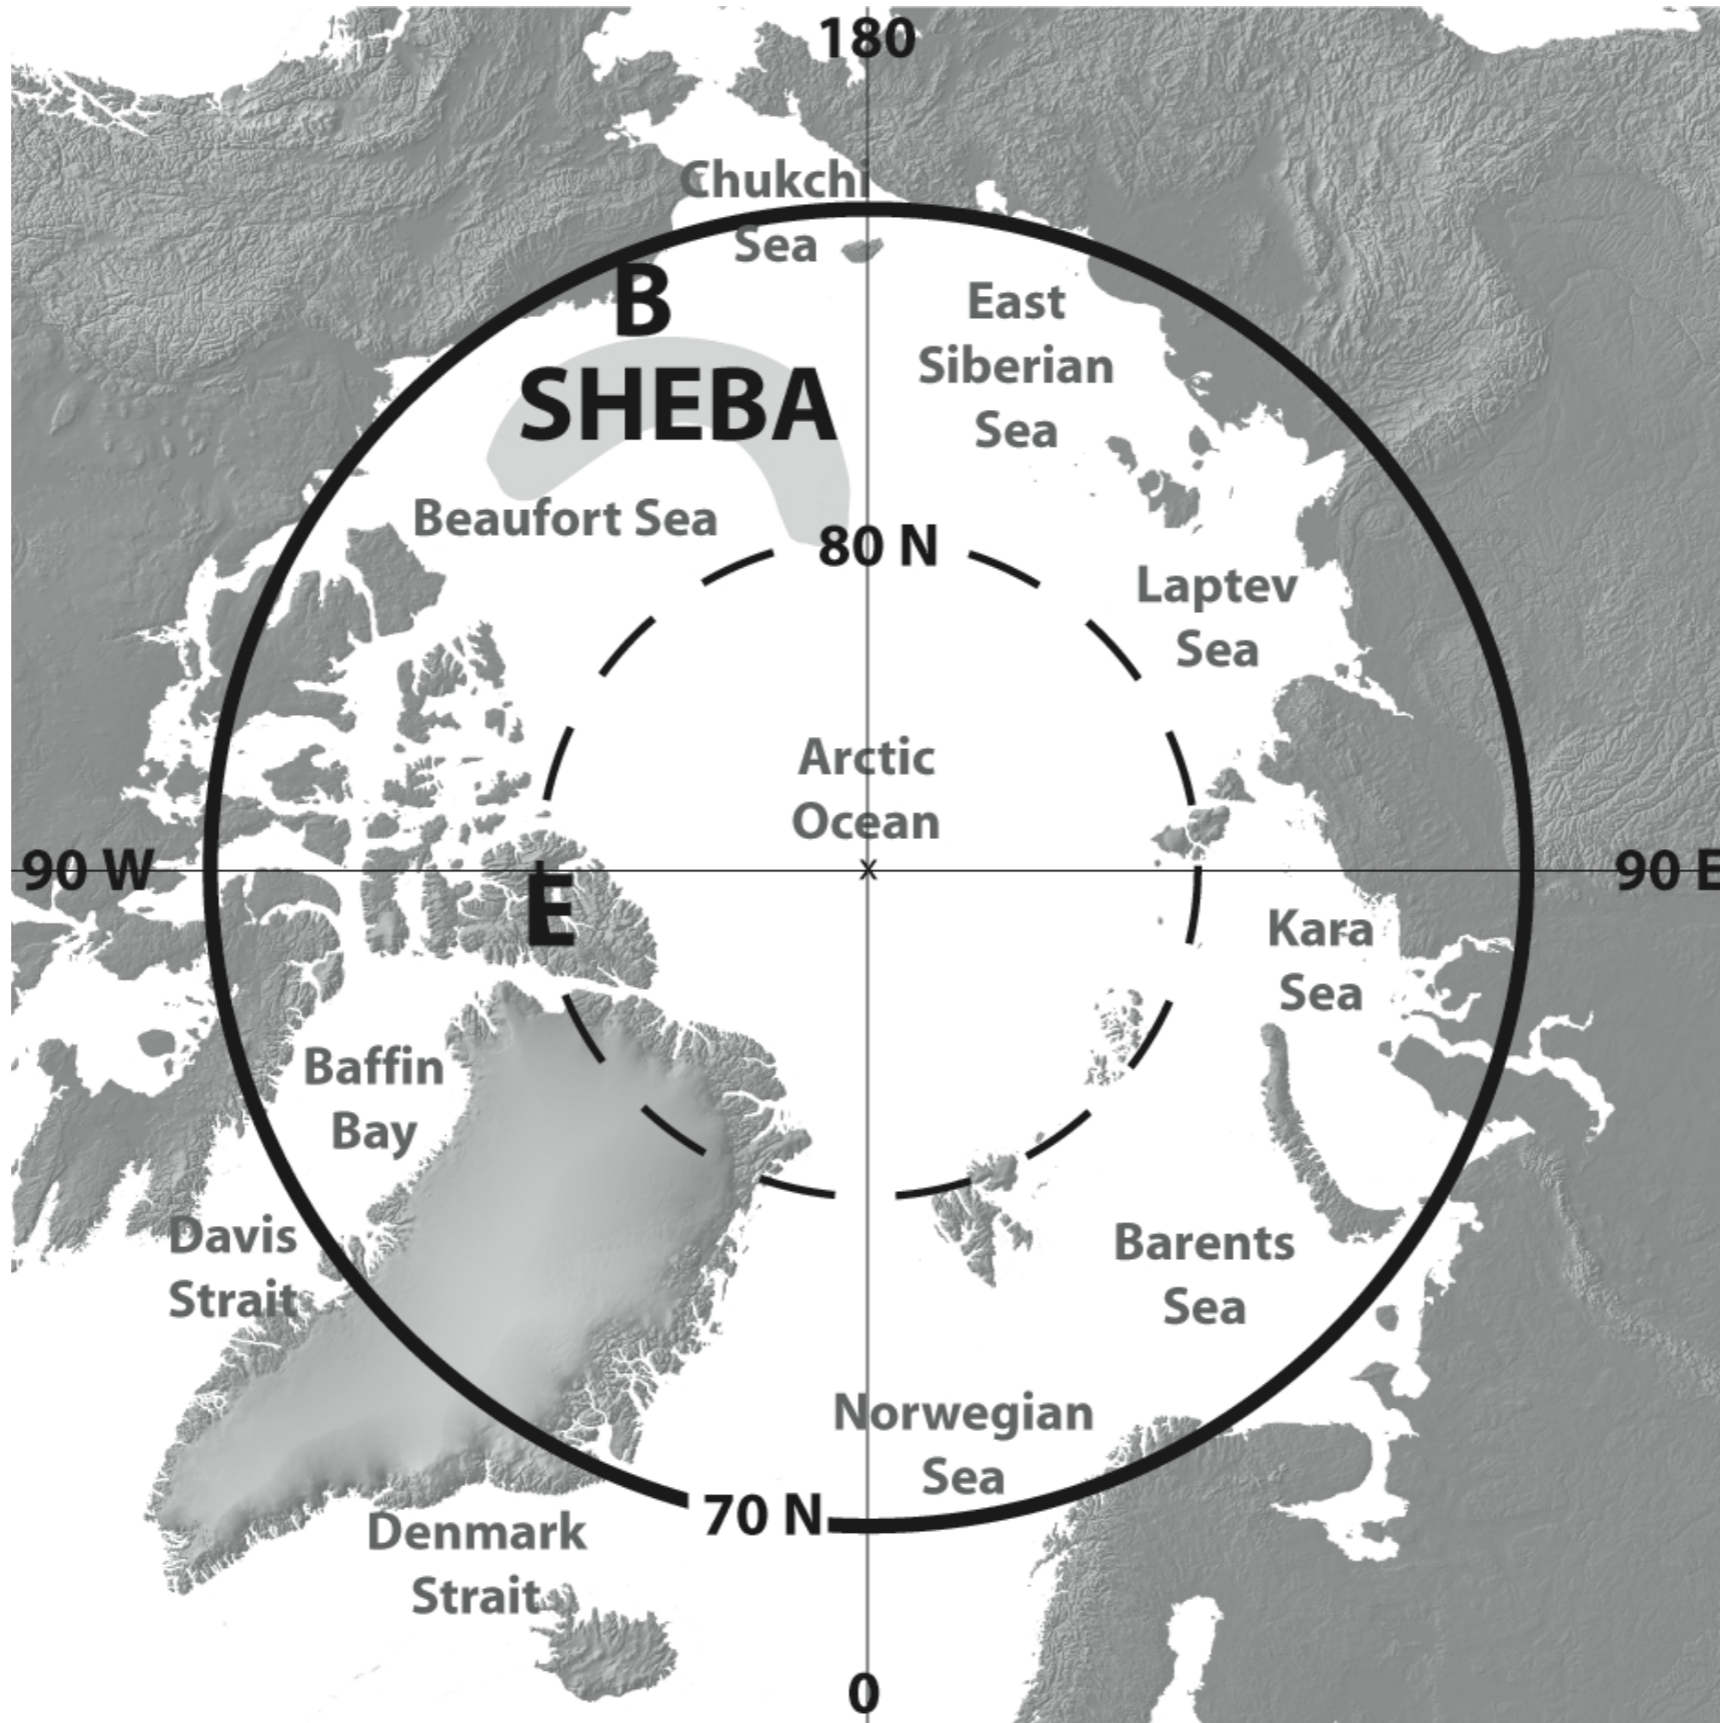 180
Chukchi
Sea
B
East
Siberian
Sea
SHEBA
Beaufort Sea
80 N
Laptev
Sea
Arctic
Ocean
90 W
x
90 E
E
Kara
Sea
Baffin
Bay
Davis
Strait
Barents
Sea
Norwegian
Sea
70 N
Denmark
Strait
0